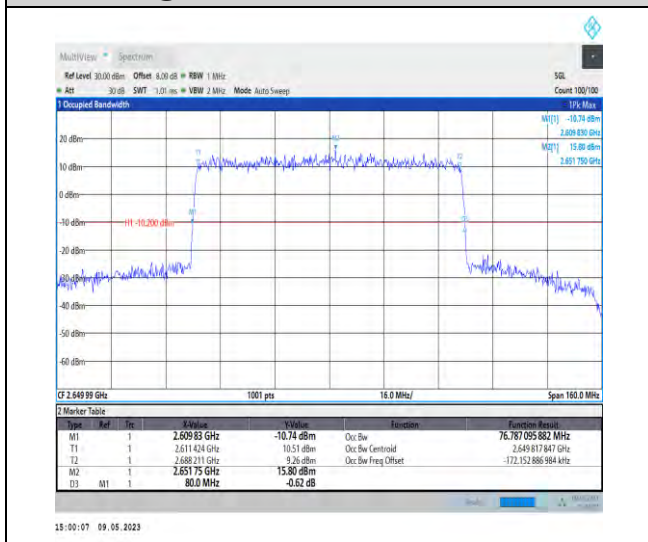 MultiView Spectrum
Ref Level 30.00 dBm Offset 8.00 dB RBW 1 MHz SGL
Att 30 dB SWT 1.01 ms VBW 2 MHz Mode Auto Sweep Count 100/100
1 Occupied Bandwidth 1Pk Max
M1[1] -10.74 dBm
2.609 830 GHz
M2[1] 15.80 dBm
2.651 750 GHz
20 dBm
10 dBm
0 dBm
-10 dBm
H1 -10.200 dBm
M1
-20 dBm
-30 dBm
-40 dBm
-50 dBm
-60 dBm
CF 2.649 99 GHz 1001 pts 16.0 MHz/ Span 160.0 MHz
2 Marker Table
Type Ref Trc X-Value Y-Value Function Function Result
M1 1 2.609 83 GHz -10.74 dBm Occ Bw 76.787 095 882 MHz
T1 1 2.611 424 GHz 10.51 dBm Occ Bw Centroid 2.649 817 847 GHz
T2 1 2.688 211 GHz 9.26 dBm Occ Bw Freq Offset -172.152 886 984 kHz
M2 1 2.651 75 GHz 15.80 dBm
D3 M1 1 80.0 MHz -0.62 dB
15:00:07 09.05.2023